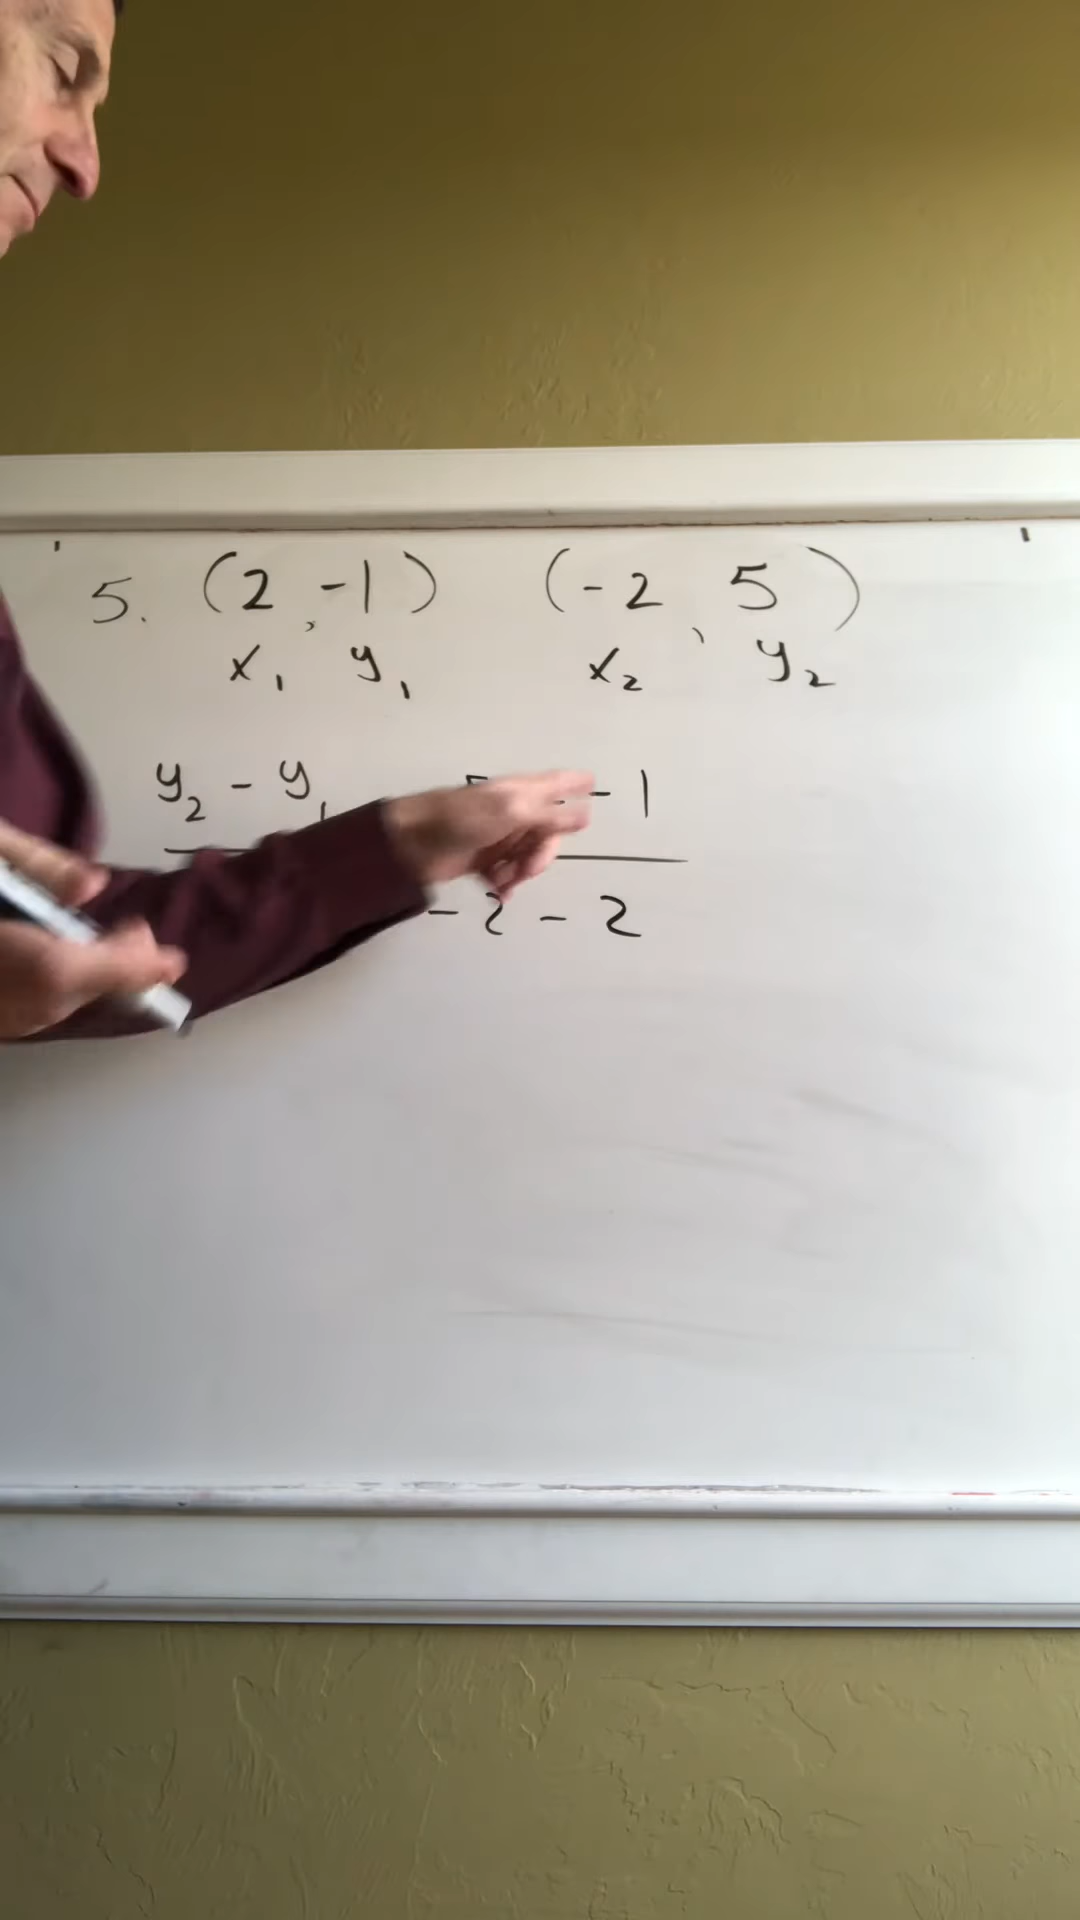 5. (2, -1) (-2, 5)
x₁ y₁ x₂ y₂
y₂ - y₁ - 1
-2 - 2